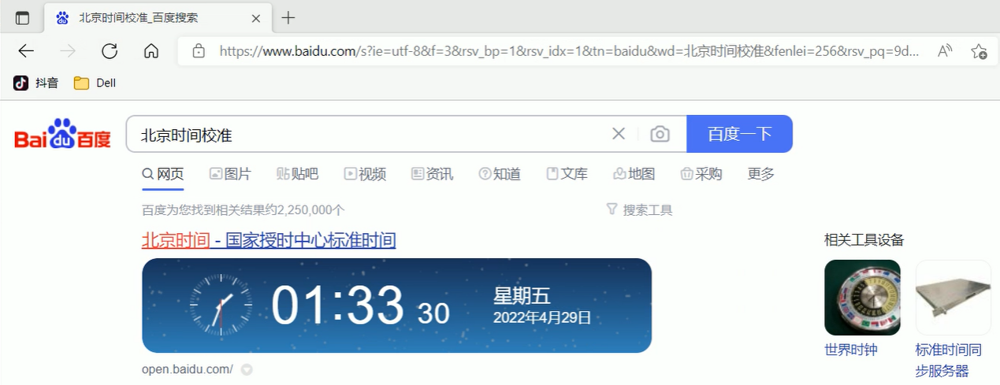 北京时间校准_百度搜索
https://www.baidu.com/s?ie=utf-8&f=3&rsv_bp=1&rsv_idx=1&tn=baidu&wd=北京时间校准&fenlei=256&rsv_pq=9d...
抖音 Dell
Bai du 百度 北京时间校准 百度一下
网页 图片 贴吧 视频 资讯 知道 文库 地图 采购 更多
百度为您找到相关结果约2,250,000个 搜索工具
北京时间 - 国家授时中心标准时间
01:33 30
星期五
2022年4月29日
open.baidu.com/
相关工具设备
世界时钟
标准时间同
步服务器